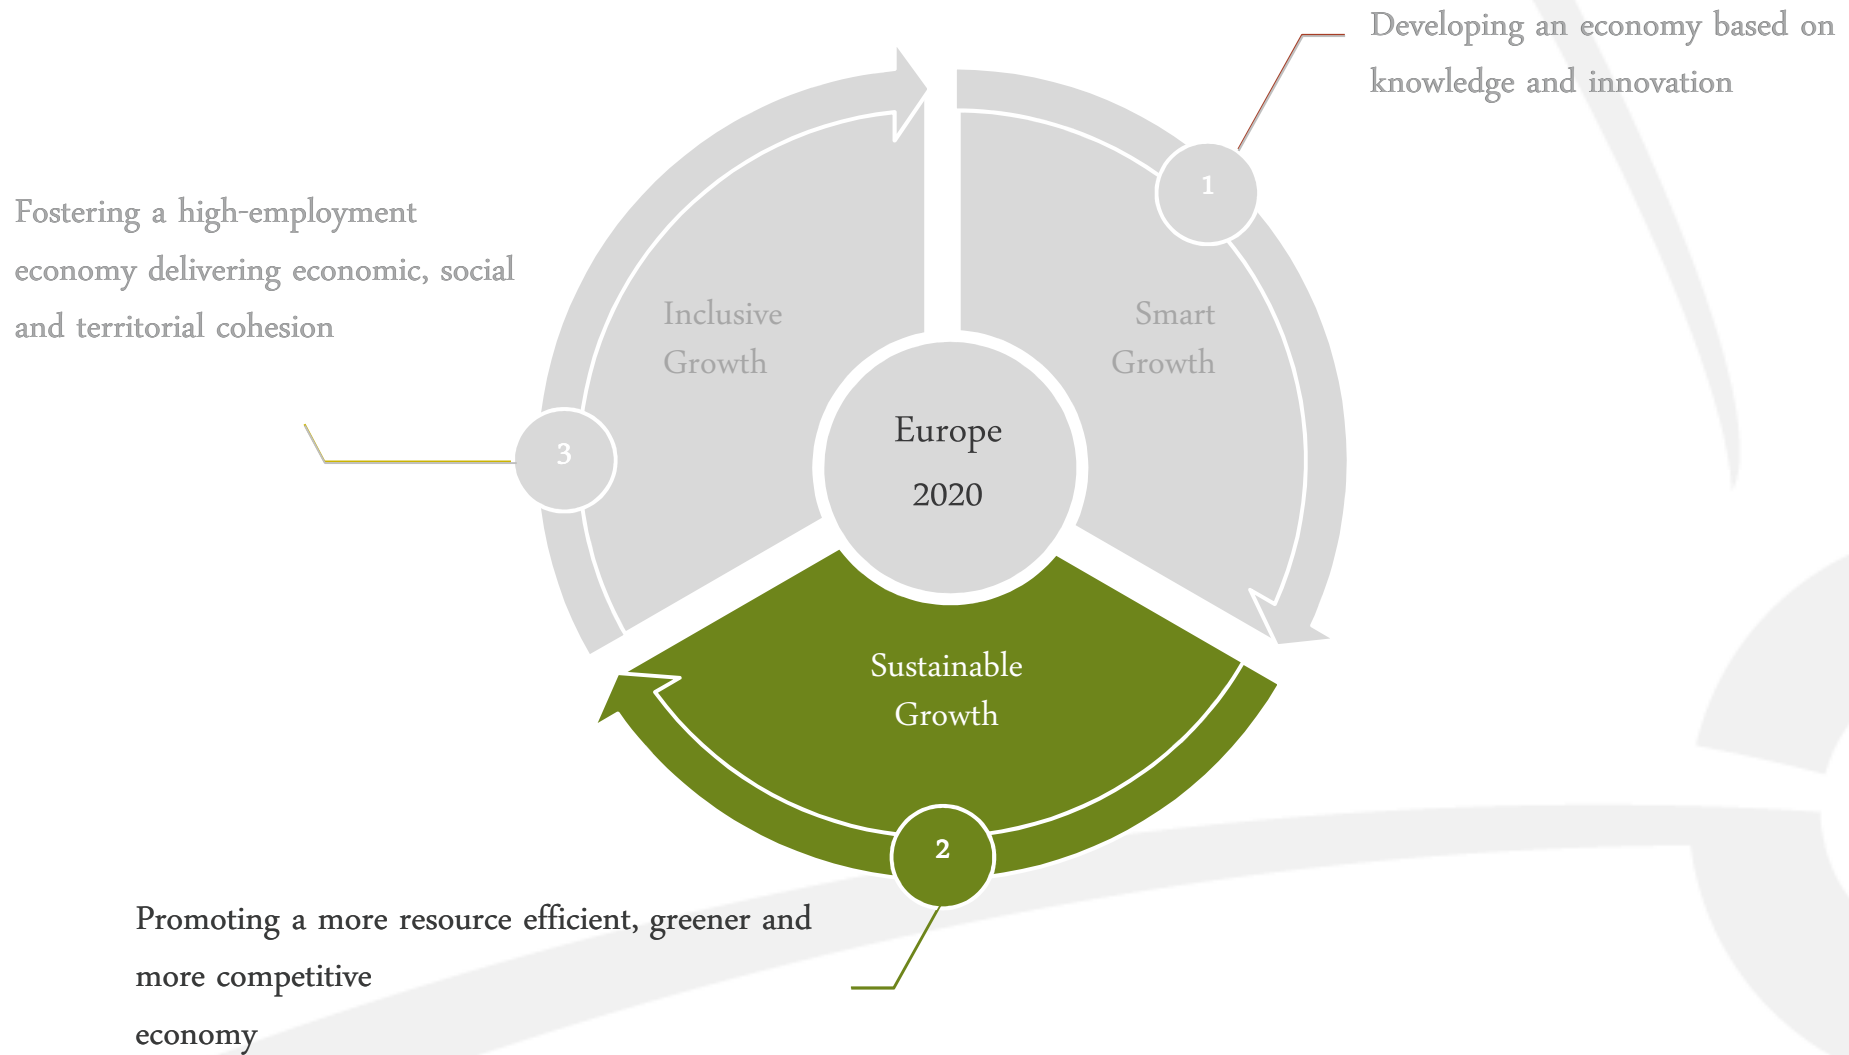 Developing an economy based on
knowledge and innovation
1
Fostering a high-employment
economy delivering economic, social
and territorial cohesion
3
Inclusive
Growth
Smart
Growth
Europe
2020
Sustainable
Growth
2
Promoting a more resource efficient, greener and
more competitive
economy